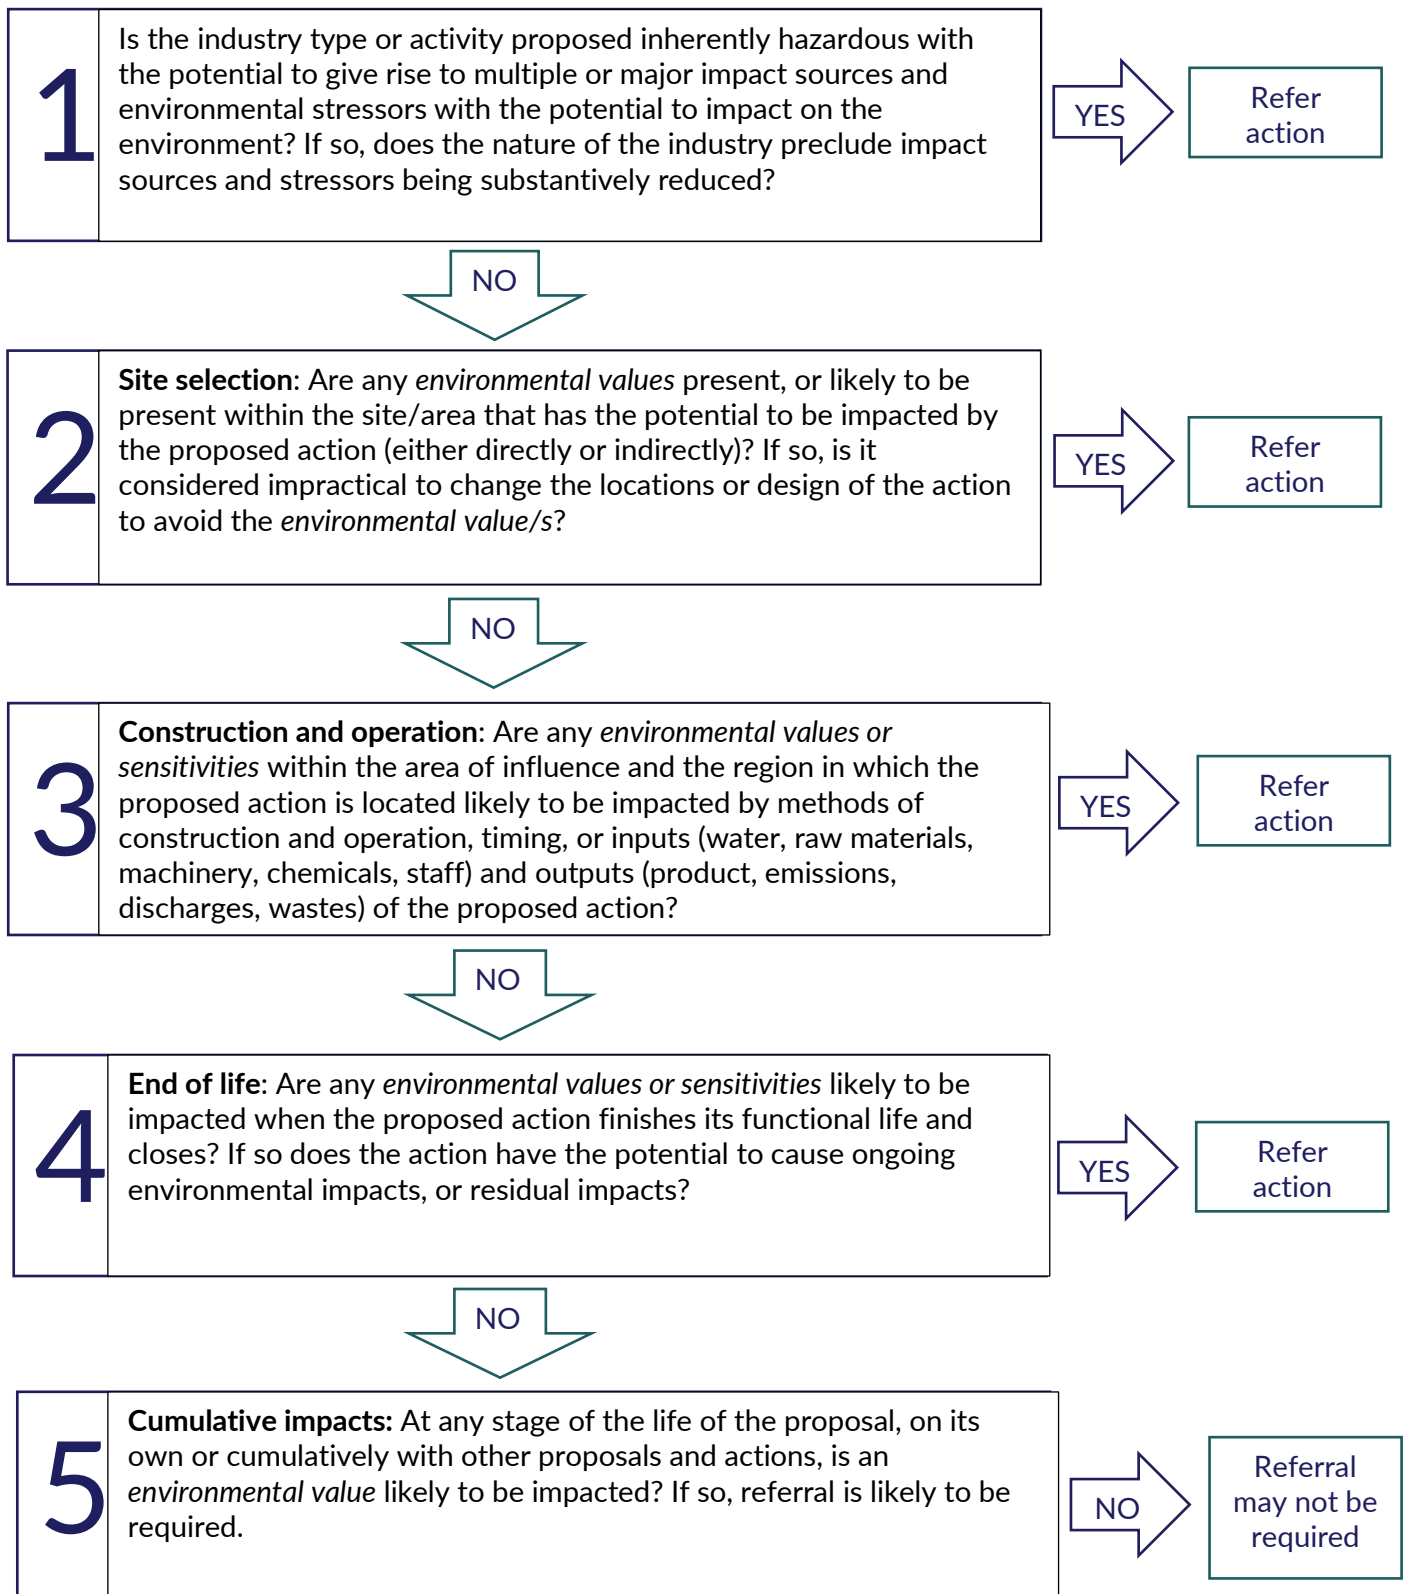 1
Is the industry type or activity proposed inherently hazardous with
the potential to give rise to multiple or major impact sources and
environmental stressors with the potential to impact on the
environment? If so, does the nature of the industry preclude impact
sources and stressors being substantively reduced?
YES
Refer
action
NO
2
Site selection: Are any environmental values present, or likely to be
present within the site/area that has the potential to be impacted by
the proposed action (either directly or indirectly)? If so, is it
considered impractical to change the locations or design of the action
to avoid the environmental value/s?
YES
Refer
action
NO
3
Construction and operation: Are any environmental values or
sensitivities within the area of influence and the region in which the
proposed action is located likely to be impacted by methods of
construction and operation, timing, or inputs (water, raw materials,
machinery, chemicals, staff) and outputs (product, emissions,
discharges, wastes) of the proposed action?
YES
Refer
action
NO
4
End of life: Are any environmental values or sensitivities likely to be
impacted when the proposed action finishes its functional life and
closes? If so does the action have the potential to cause ongoing
environmental impacts, or residual impacts?
YES
Refer
action
NO
5
Cumulative impacts: At any stage of the life of the proposal, on its
own or cumulatively with other proposals and actions, is an
environmental value likely to be impacted? If so, referral is likely to be
required.
NO
Referral
may not be
required